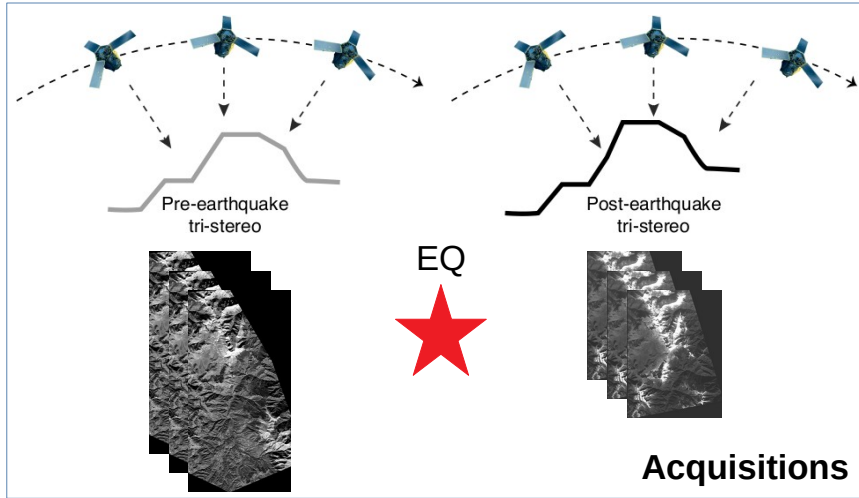 Pre-earthquake
tri-stereo
Post-earthquake
tri-stereo
EQ
Acquisitions